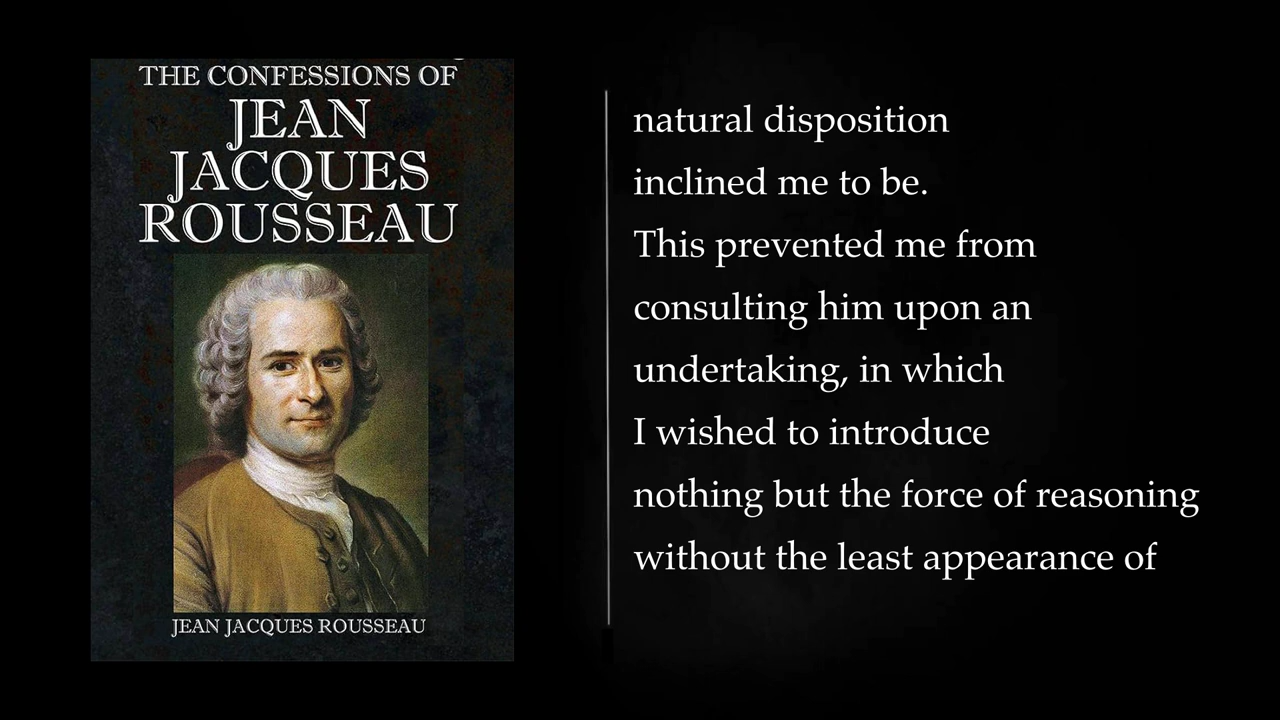 THE CONFESSIONS OF
JEAN
JACQUES
ROUSSEAU
JEAN JACQUES ROUSSEAU
natural disposition
inclined me to be.
This prevented me from
consulting him upon an
undertaking, in which
I wished to introduce
nothing but the force of reasoning
without the least appearance of